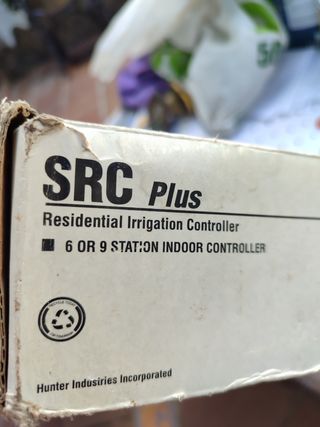 SRC Plus
Residential Irrigation Controller
6 OR 9 STATION INDOOR CONTROLLER
Hunter Industries Incorporated